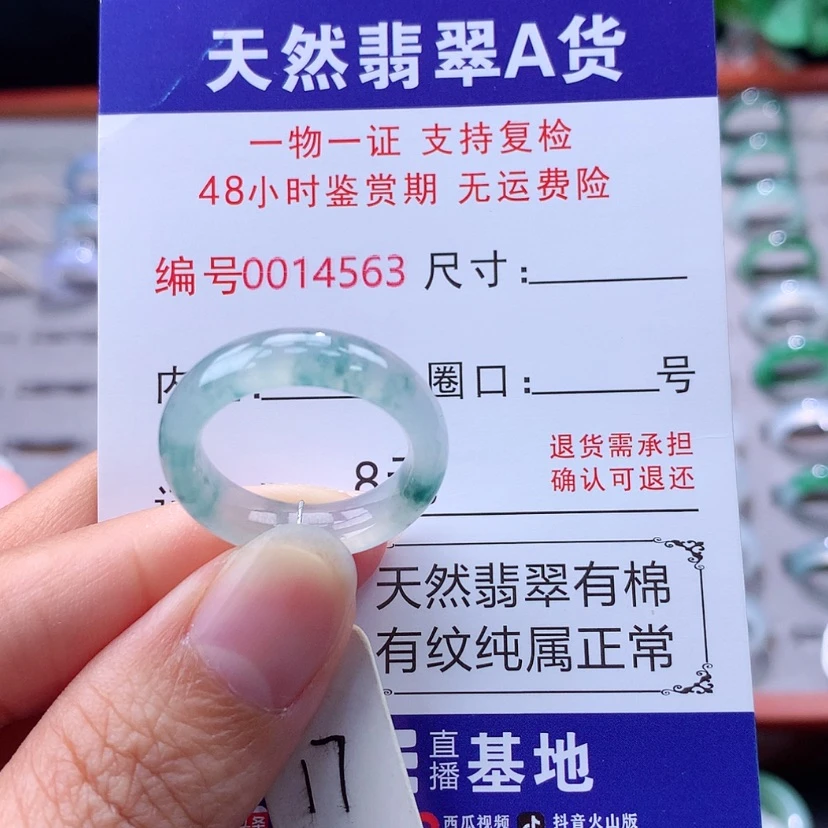 天然翡翠A货
一物一证 支持复检
48小时鉴赏期 无运费险
编号0014563 尺寸:
内 : 圈口: 号
退货需承担
确认可退还
8
天然翡翠有棉
有纹纯属正常
直播基地
17
西瓜视频 抖音火山版